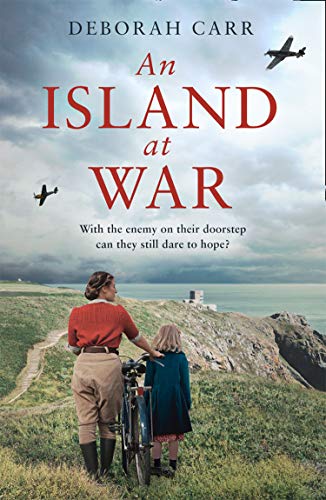 DEBORAH CARR
An
ISLAND
at
WAR
With the enemy on their doorstep
can they still dare to hope?